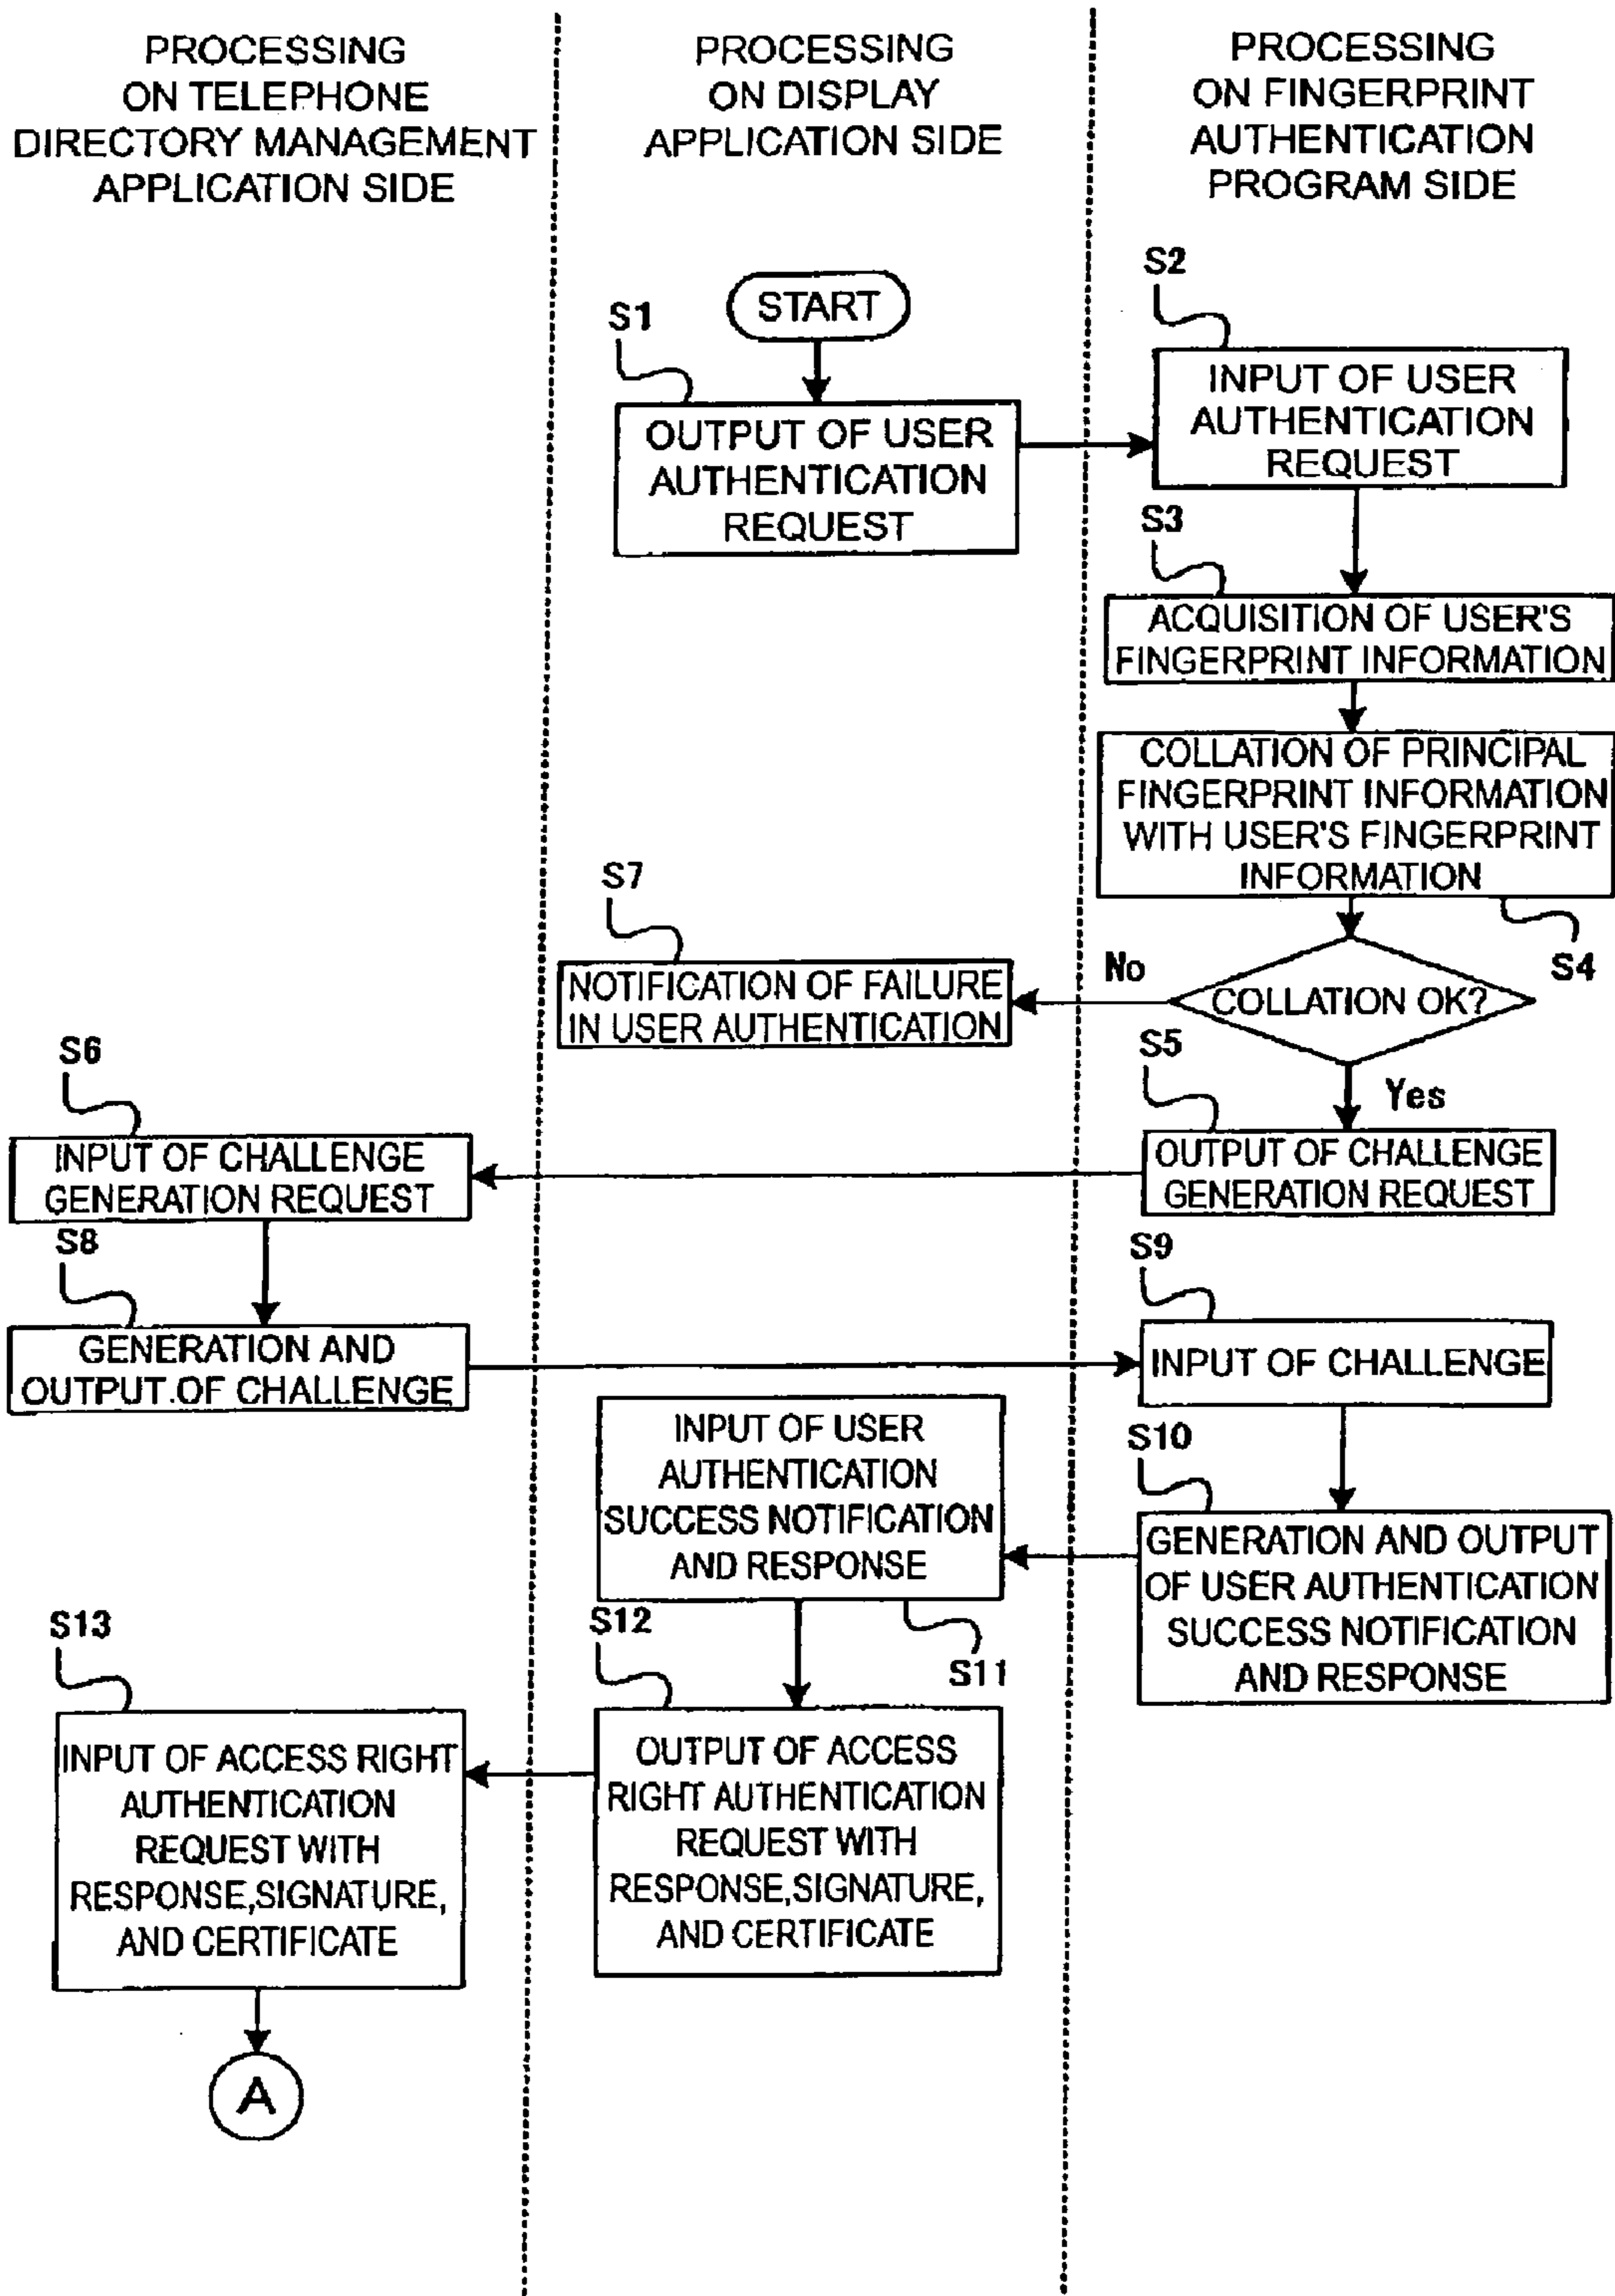 PROCESSING
ON TELEPHONE
DIRECTORY MANAGEMENT
APPLICATION SIDE
PROCESSING
ON DISPLAY
APPLICATION SIDE
PROCESSING
ON FINGERPRINT
AUTHENTICATION
PROGRAM SIDE
START
S1
OUTPUT OF USER
AUTHENTICATION
REQUEST
S2
INPUT OF USER
AUTHENTICATION
REQUEST
S3
ACQUISITION OF USER'S
FINGERPRINT INFORMATION
COLLATION OF PRINCIPAL
FINGERPRINT INFORMATION
WITH USER'S FINGERPRINT
INFORMATION
S4
COLLATION OK?
No
S7
NOTIFICATION OF FAILURE
IN USER AUTHENTICATION
Yes
S5
OUTPUT OF CHALLENGE
GENERATION REQUEST
S6
INPUT OF CHALLENGE
GENERATION REQUEST
S8
GENERATION AND
OUTPUT.OF CHALLENGE
S9
INPUT OF CHALLENGE
S10
GENERATION AND OUTPUT
OF USER AUTHENTICATION
SUCCESS NOTIFICATION
AND RESPONSE
INPUT OF USER
AUTHENTICATION
SUCCESS NOTIFICATION
AND RESPONSE
S11
S12
OUTPUT OF ACCESS
RIGHT AUTHENTICATION
REQUEST WITH
RESPONSE,SIGNATURE,
AND CERTIFICATE
S13
INPUT OF ACCESS RIGHT
AUTHENTICATION
REQUEST WITH
RESPONSE,SIGNATURE,
AND CERTIFICATE
A